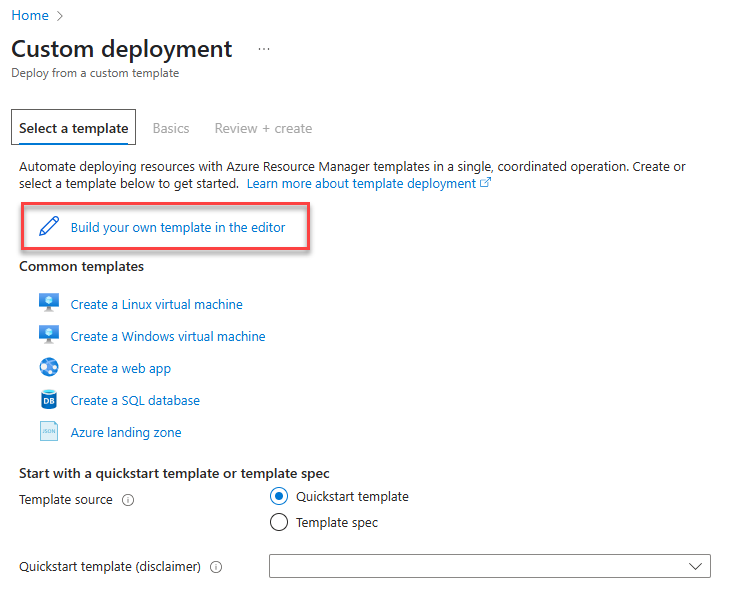 Home
Custom deployment ...
Deploy from a custom template
Select a template Basics Review + create
Automate deploying resources with Azure Resource Manager templates in a single, coordinated operation. Create or
select a template below to get started. Learn more about template deployment
Build your own template in the editor
Common templates
Create a Linux virtual machine
Create a Windows virtual machine
Create a web app
DB Create a SQL database
JSON Azure landing zone
Start with a quickstart template or template spec
Template source Quickstart template
Template spec
Quickstart template (disclaimer)